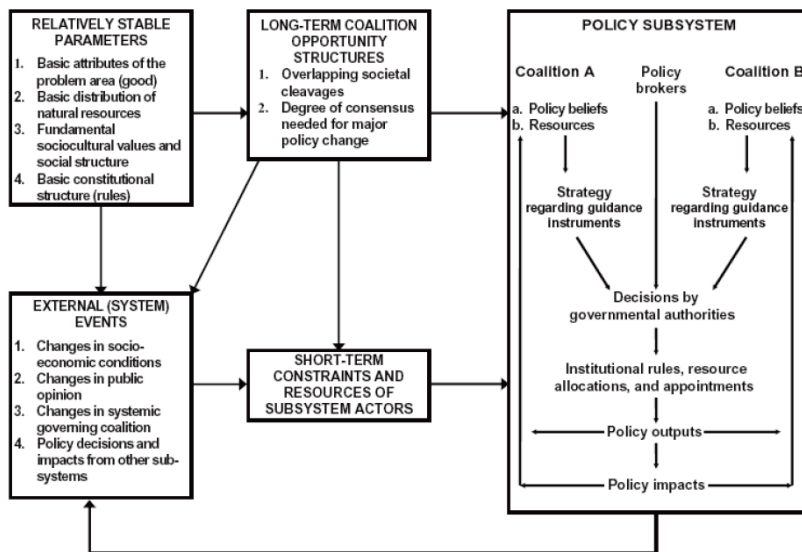 RELATIVELY STABLE
PARAMETERS
1. Basic attributes of the
problem area (good)
2. Basic distribution of
natural resources
3. Fundamental
sociocultural values and
social structure
4. Basic constitutional
structure (rules)
LONG-TERM COALITION
OPPORTUNITY
STRUCTURES
1. Overlapping societal
cleavages
2. Degree of consensus
needed for major
policy change
EXTERNAL (SYSTEM)
EVENTS
1. Changes in socio-
economic conditions
2. Changes in public
opinion
3. Changes in systemic
governing coalition
4. Policy decisions and
impacts from other sub-
systems
SHORT-TERM
CONSTRAINTS AND
RESOURCES OF
SUBSYSTEM ACTORS
POLICY SUBSYSTEM
Coalition A
a. Policy beliefs
b. Resources
Policy
brokers
Coalition B
a. Policy beliefs
b. Resources
Strategy
regarding guidance
instruments
Strategy
regarding guidance
instruments
Decisions by
governmental authorities
Institutional rules, resource
allocations, and appointments
Policy outputs
Policy impacts